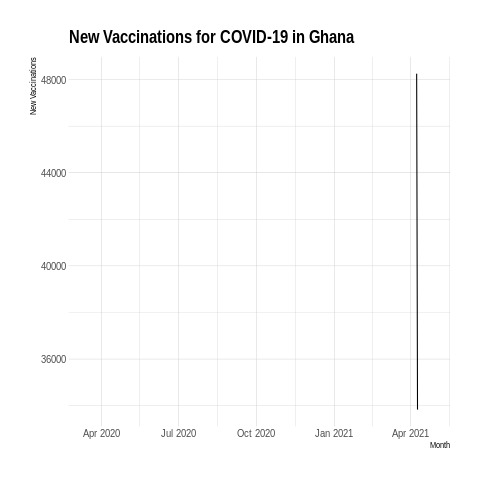 New Vaccinations for COVID-19 in Ghana
New Vaccinations
48000
44000
40000
36000
Apr 2020 Jul 2020 Oct 2020 Jan 2021 Apr 2021
Month